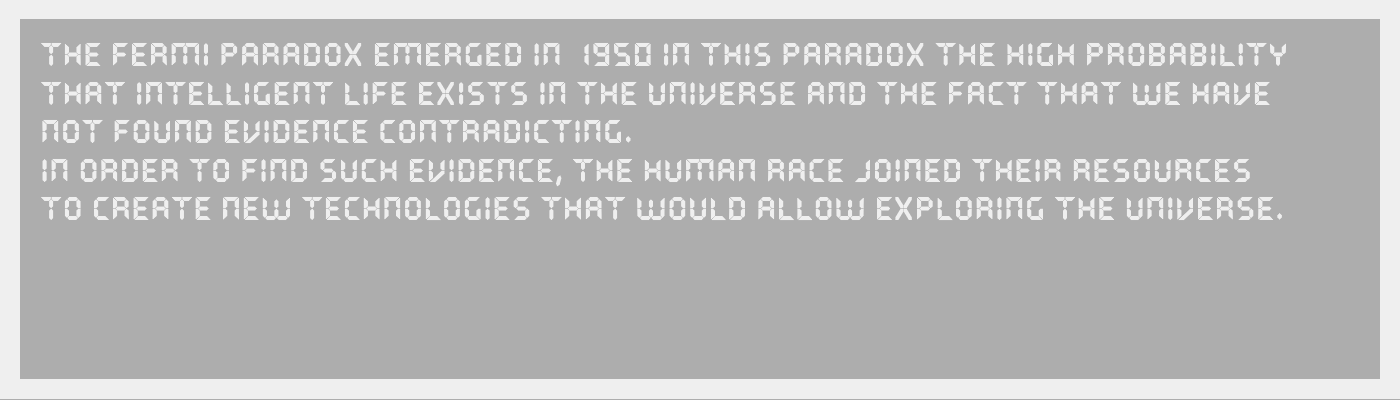 THE FERMI PARADOX EMERGED IN 1950 IN THIS PARADOX THE HIGH PROBABILITY
THAT INTELLIGENT LIFE EXISTS IN THE UNIVERSE AND THE FACT THAT WE HAVE
NOT FOUND EVIDENCE CONTRADICTING.
IN ORDER TO FIND SUCH EVIDENCE, THE HUMAN RACE JOINED THEIR RESOURCES
TO CREATE NEW TECHNOLOGIES THAT WOULD ALLOW EXPLORING THE UNIVERSE.